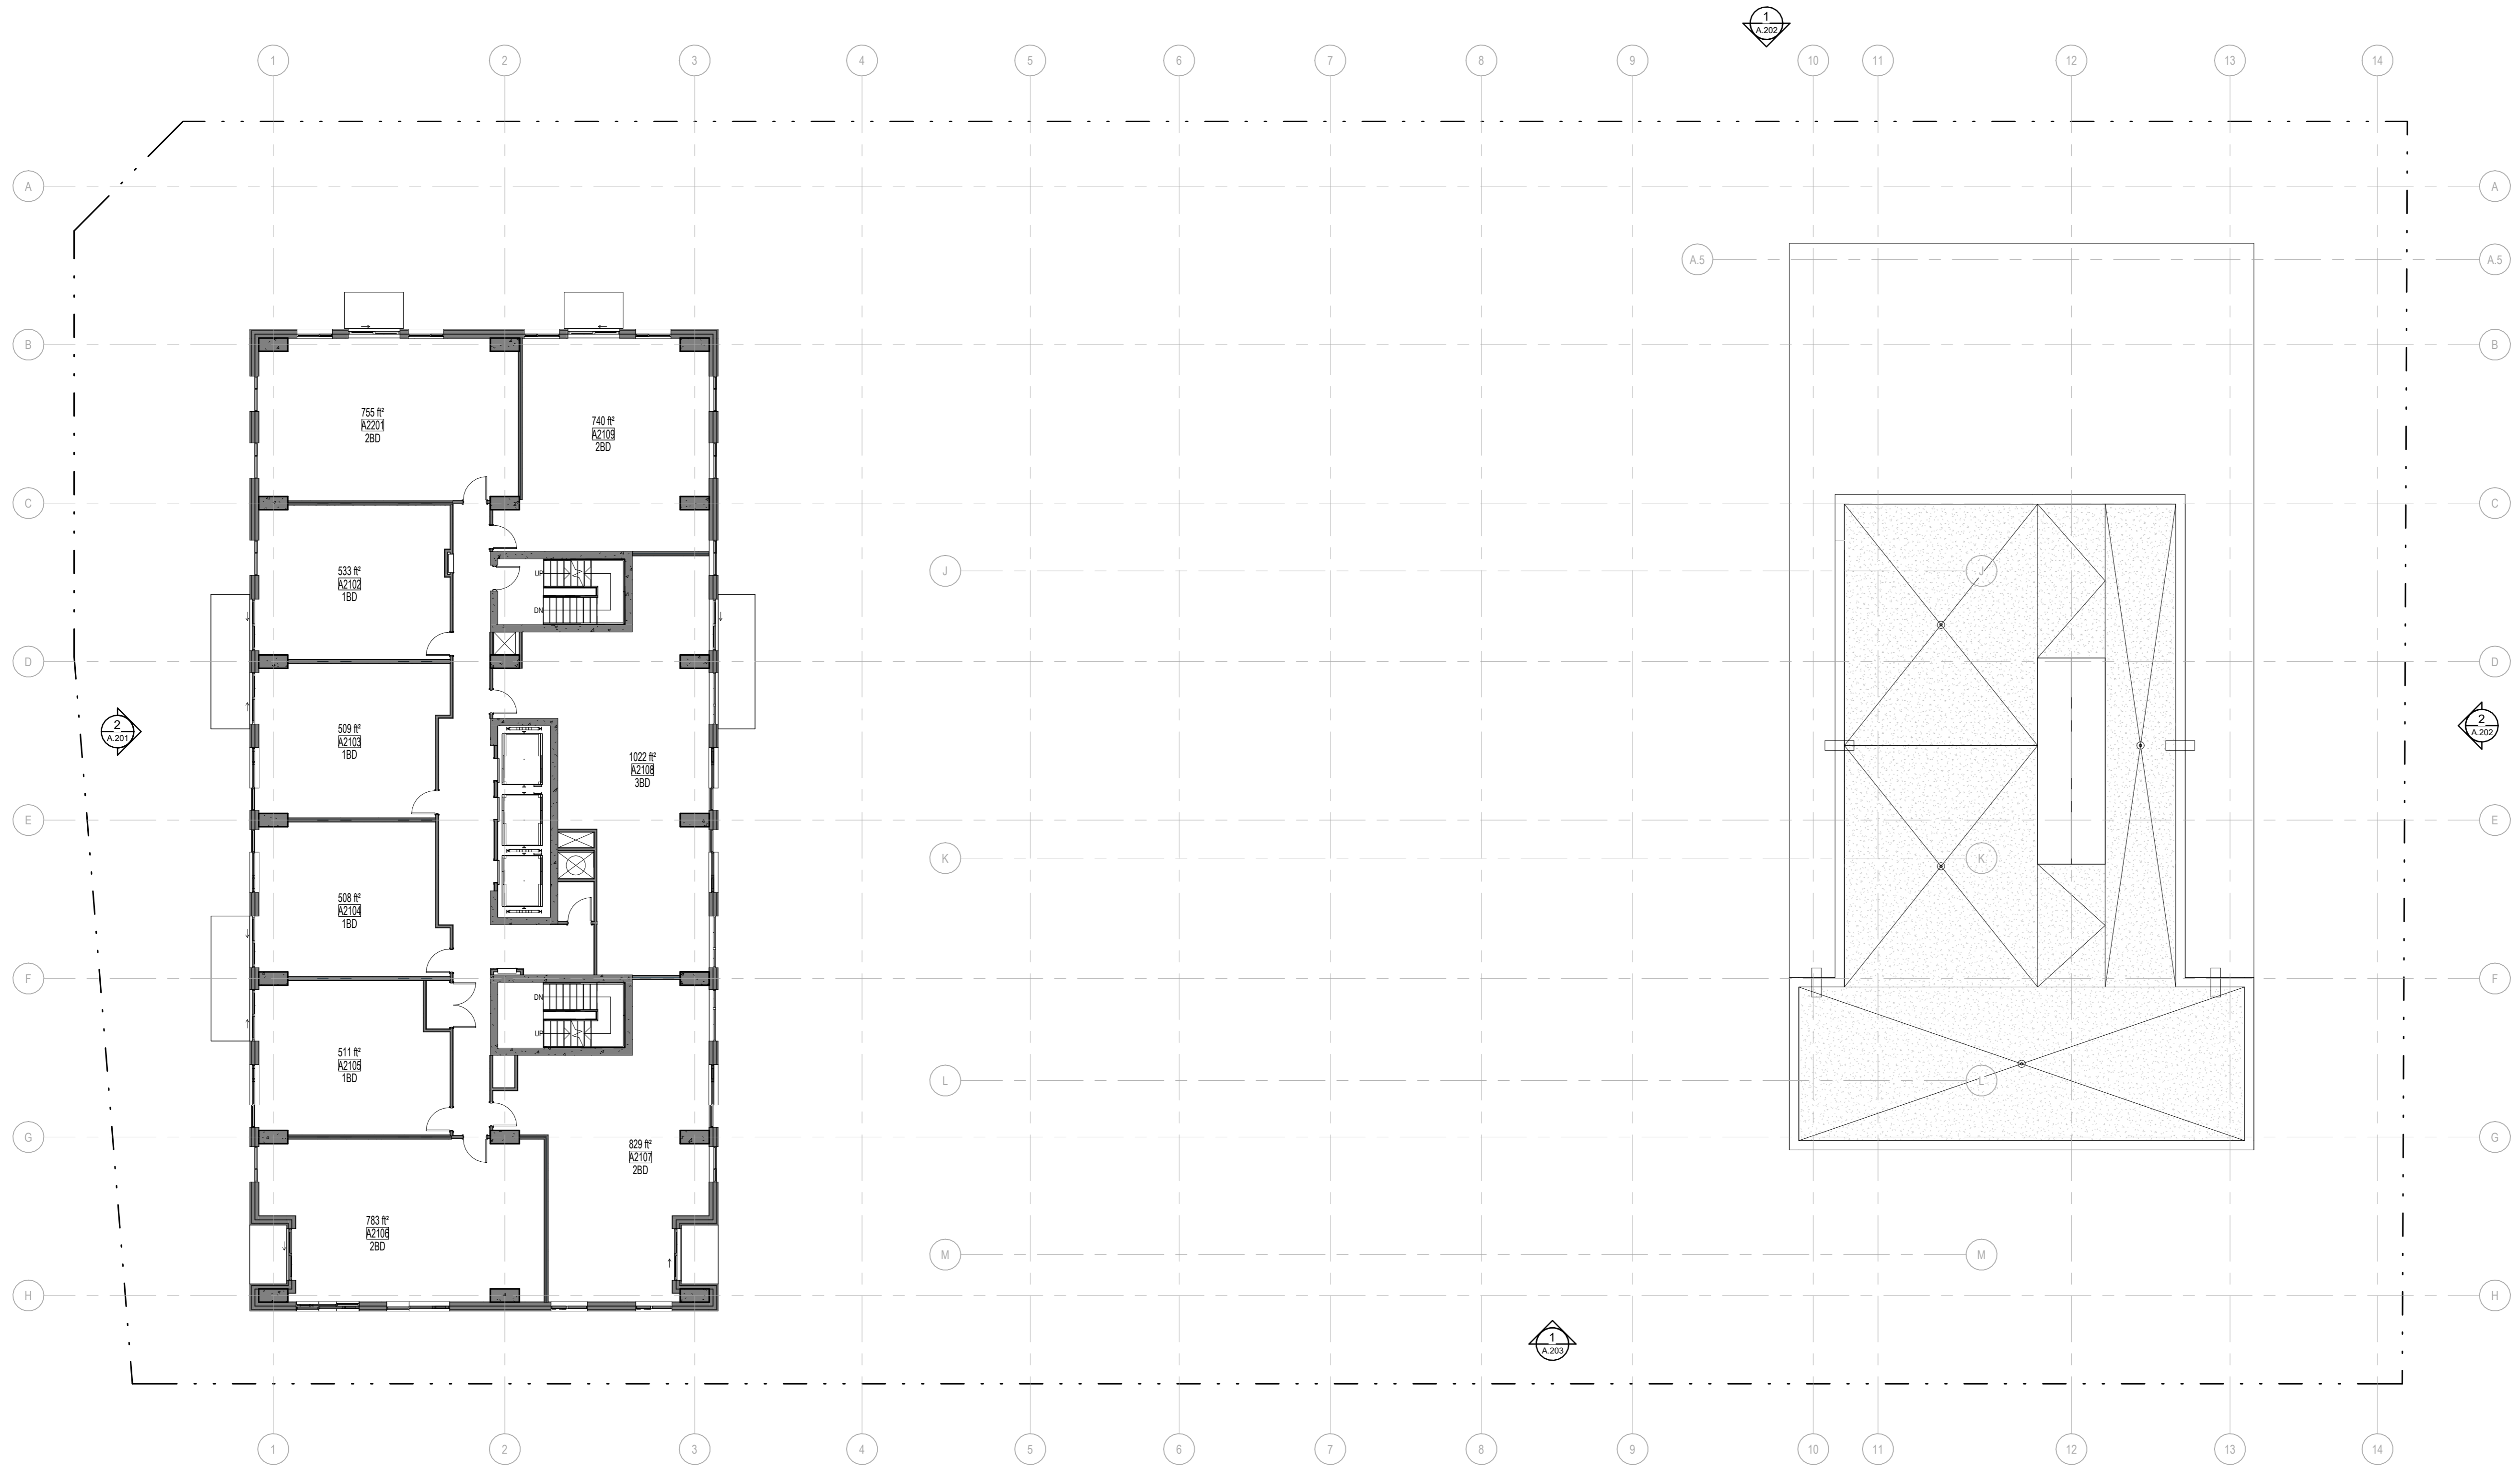 1
A.202
1 2 3 4 5 6 7 8 9 10 11 12 13 14
A A
A.5 A.5
B B
755 ft²
A2201
2BD
740 ft²
A2109
2BD
C C
533 ft²
A2102
1BD
UP
DN
J J
D D
2
A.201
509 ft²
A2103
1BD
1022 ft²
A2108
3BD
2
A.202
E E
K K
508 ft²
A2104
1BD
F F
DN
UP
511 ft²
A2105
1BD
L L
G G
829 ft²
A2107
2BD
783 ft²
A2106
2BD
M M
H H
1
A.203
1 2 3 4 5 6 7 8 9 10 11 12 13 14